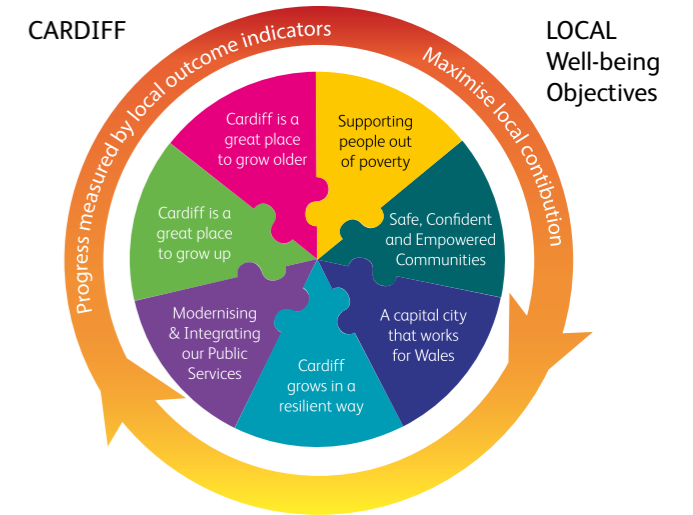 CARDIFF
LOCAL
Well-being
Objectives
Progress measured by local outcome indicators
Maximise local contibution
Cardiff is a
great place
to grow older
Supporting
people out
of poverty
Cardiff is a
great place
to grow up
Safe, Confident
and Empowered
Communities
Modernising
& Integrating
our Public
Services
A capital city
that works
for Wales
Cardiff
grows in a
resilient way